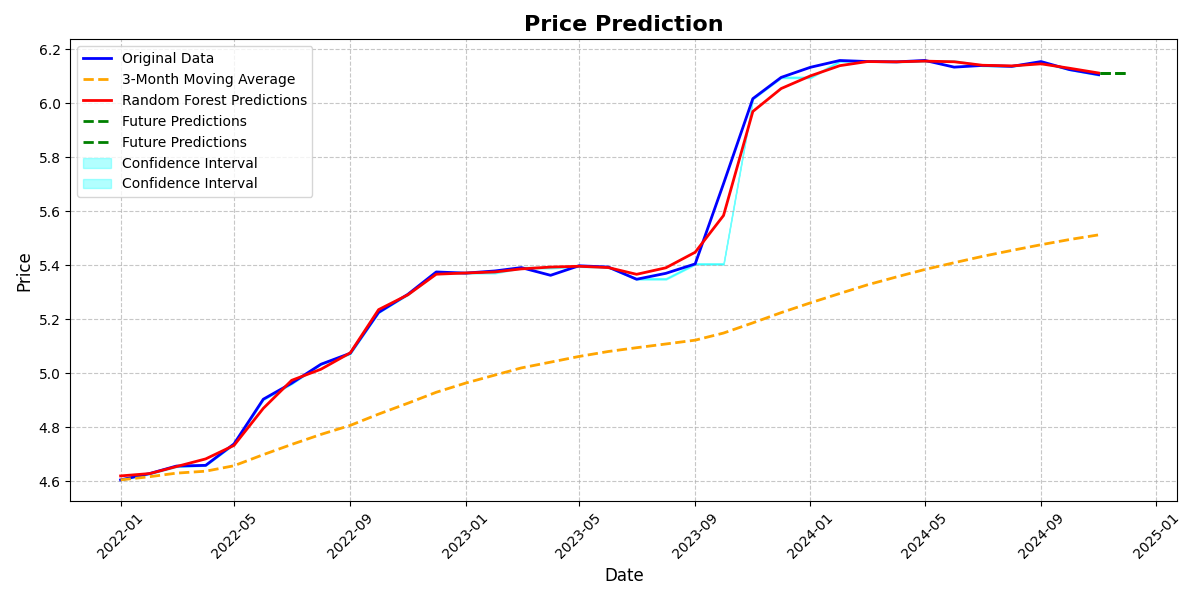 Price Prediction
Original Data
3-Month Moving Average
Random Forest Predictions
Future Predictions
Future Predictions
Confidence Interval
Confidence Interval
6.2
6.0
5.8
5.6
5.4
5.2
5.0
4.8
4.6
Price
2022-01
2022-05
2022-09
2023-01
2023-05
2023-09
2024-01
2024-05
2024-09
2025-01
Date